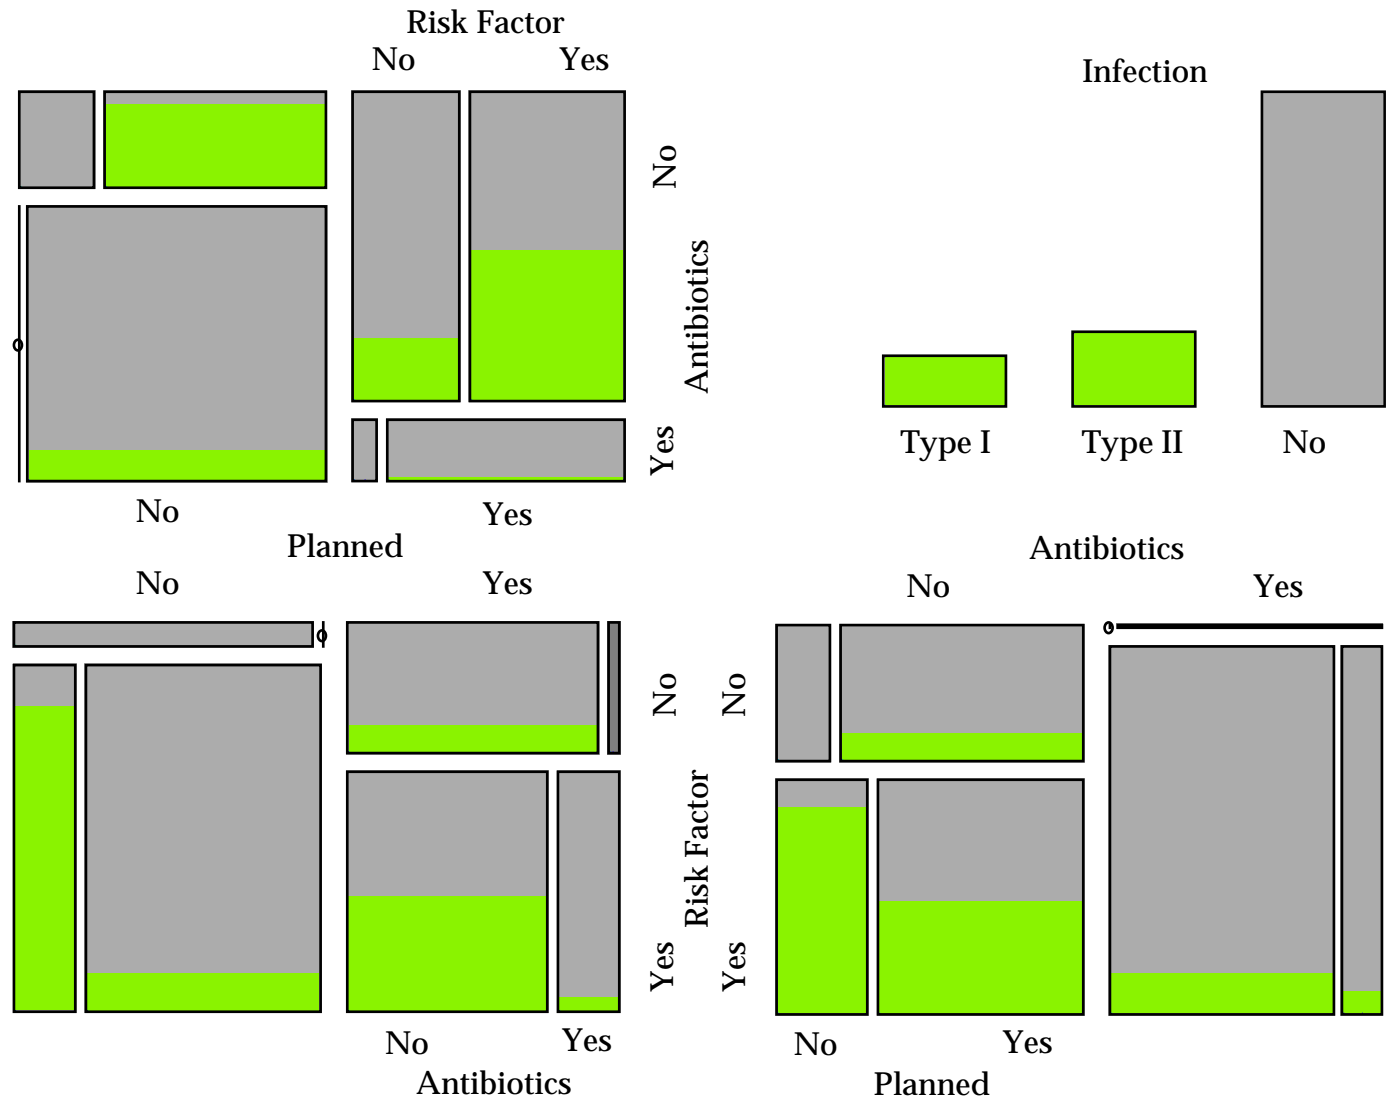 Risk Factor
No
Yes
No
Antibiotics
Yes
No
Yes
Planned
Infection
Type I
Type II
No
No
Yes
No
Risk Factor
Yes
No
Yes
Antibiotics
Antibiotics
No
Yes
No
Yes
No
Yes
Planned